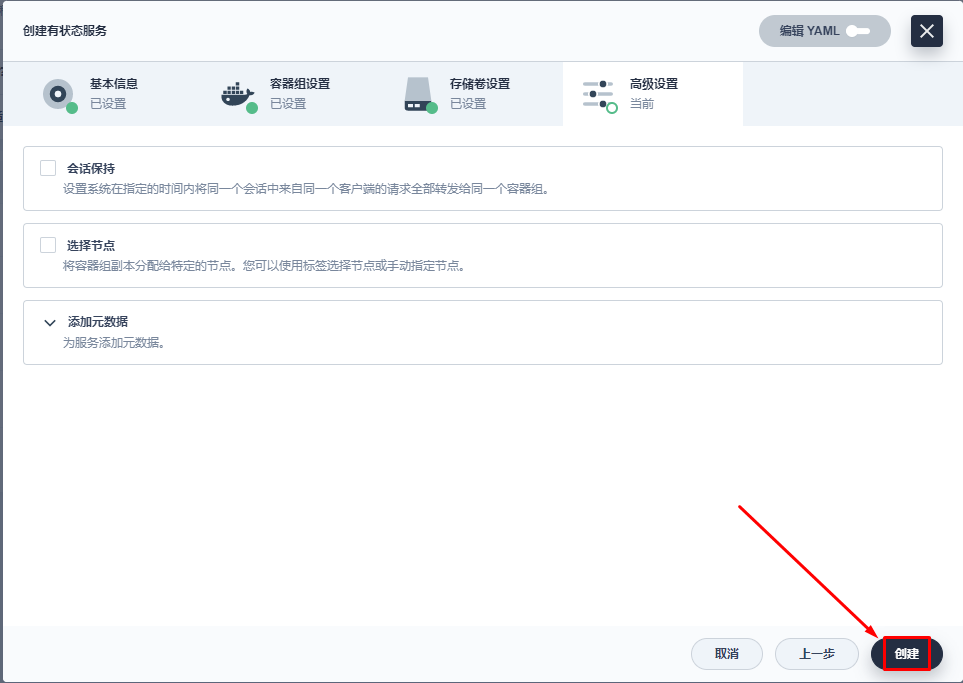 创建有状态服务
编辑 YAML
基本信息
已设置
容器组设置
已设置
存储卷设置
已设置
高级设置
当前
会话保持
设置系统在指定的时间内将同一个会话中来自同一个客户端的请求全部转发给同一个容器组。
选择节点
将容器组副本分配给特定的节点。您可以使用标签选择节点或手动指定节点。
添加元数据
为服务添加元数据。
取消
上一步
创建